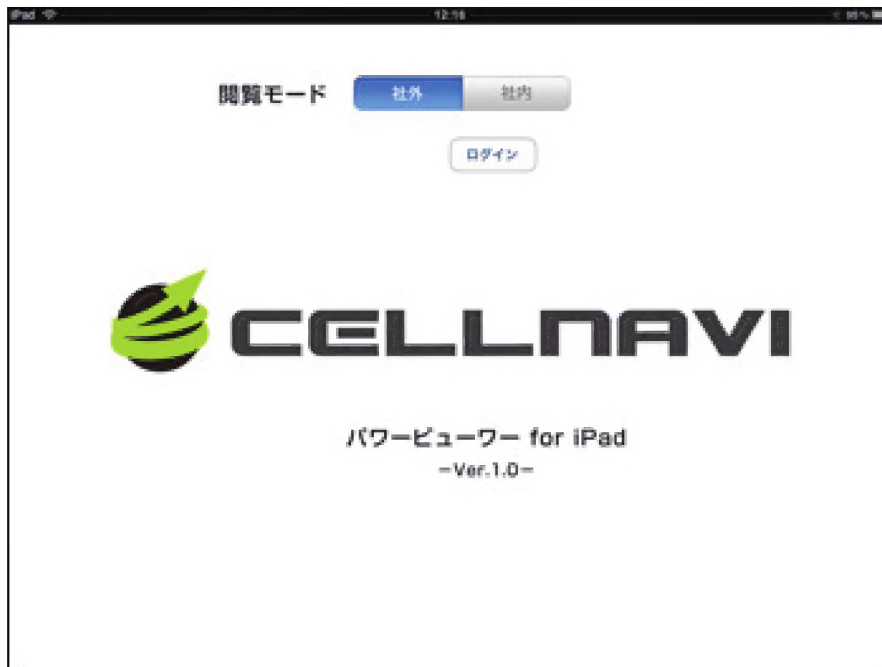 iPad 12:16 95%
閲覧モード 社外 社内
ログイン
CELLNAVI
パワービューワー for iPad
-Ver.1.0-